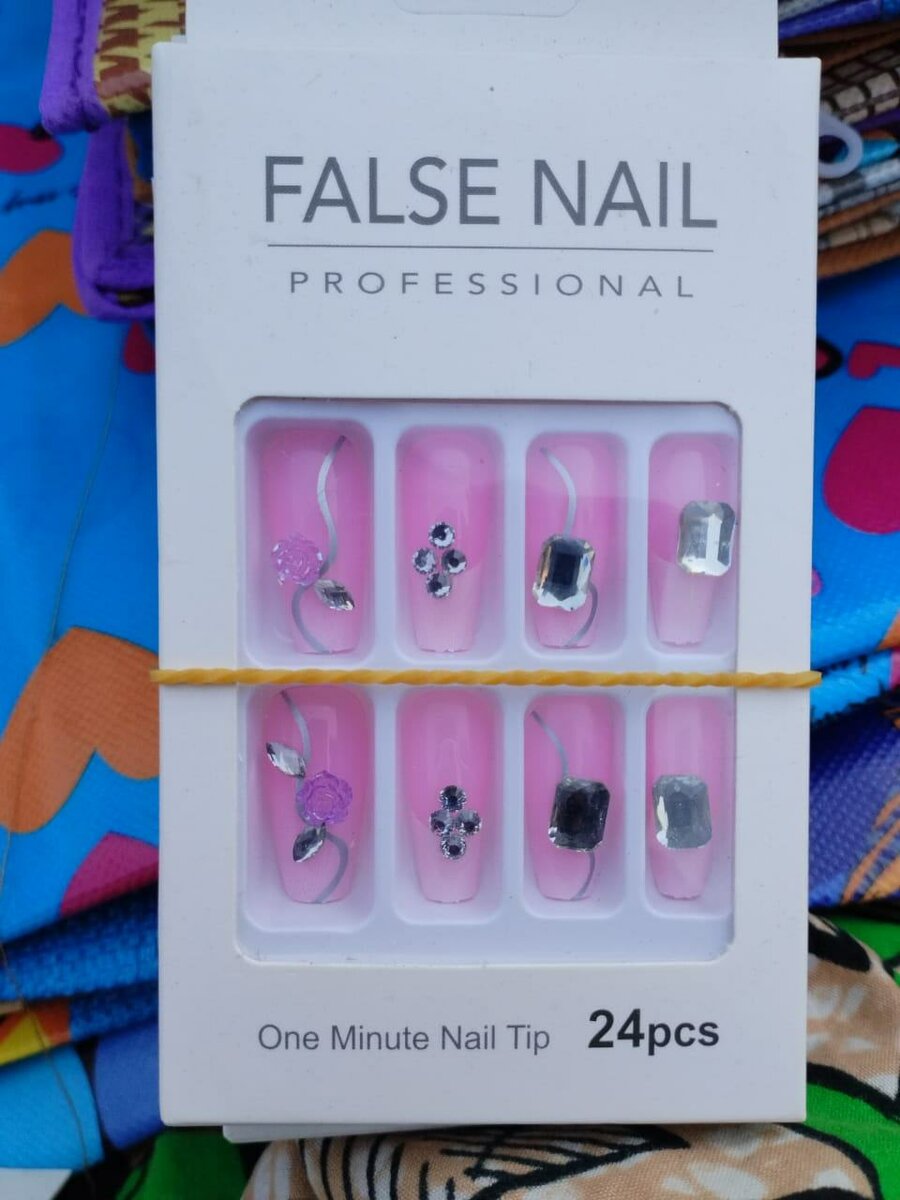 FALSE NAIL
PROFESSIONAL
One Minute Nail Tip 24pcs